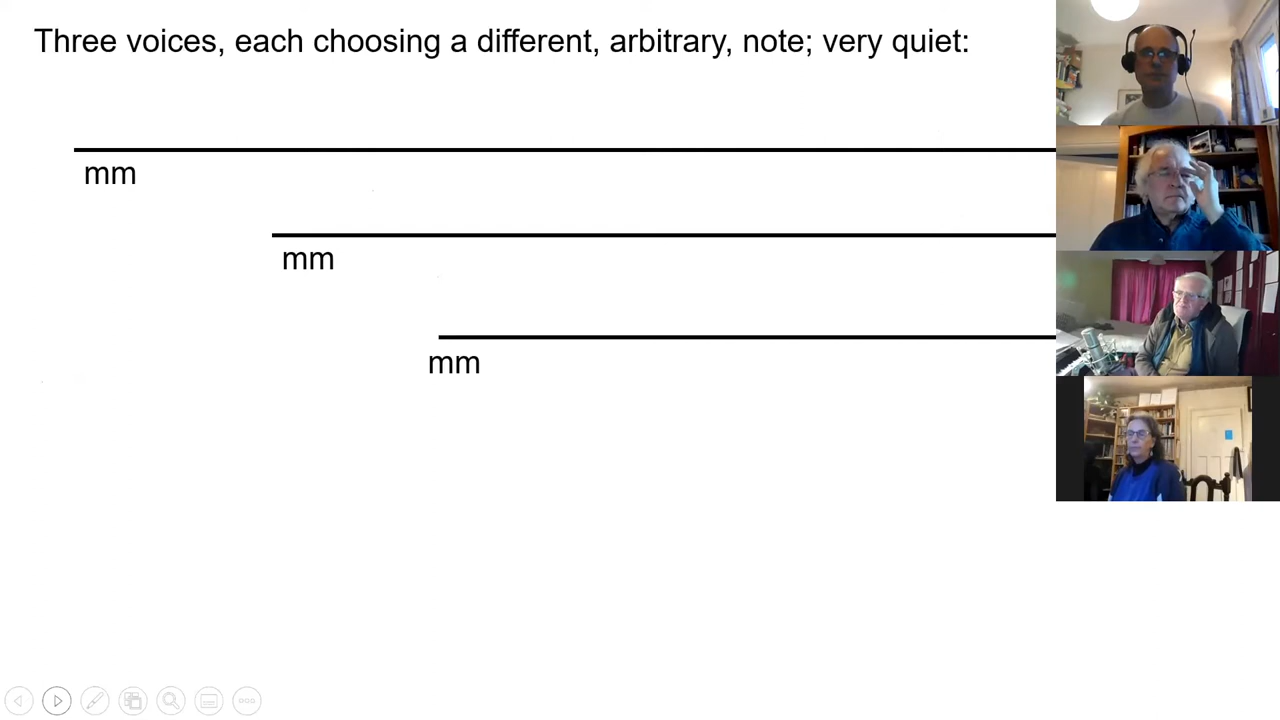 Three voices, each choosing a different, arbitrary, note; very quiet:
mm
mm
mm